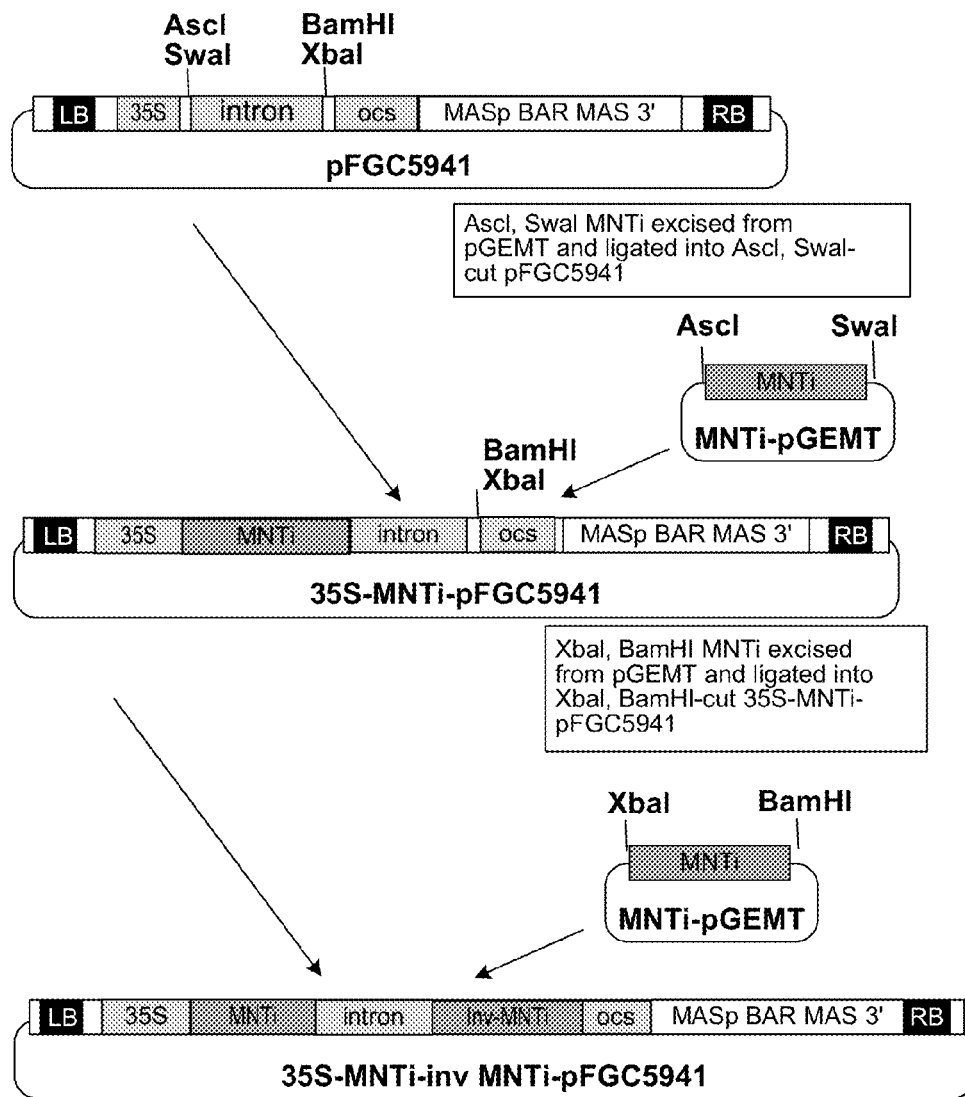 AscI BamHI
SwaI XbaI
LB 35S intron ocs MASp BAR MAS 3' RB
pFGC5941
AscI, SwaI MNTi excised from
pGEMT and ligated into AscI, SwaI-
cut pFGC5941
AscI SwaI
MNTi
MNTi-pGEMT
BamHI
XbaI
LB 35S MNTi intron ocs MASp BAR MAS 3' RB
35S-MNTi-pFGC5941
XbaI, BamHI MNTi excised
from pGEMT and ligated into
XbaI, BamHI-cut 35S-MNTi-
pFGC5941
XbaI BamHI
MNTi
MNTi-pGEMT
LB 35S MNTi intron Inv-MNTi ocs MASp BAR MAS 3' RB
35S-MNTi-inv MNTi-pFGC5941